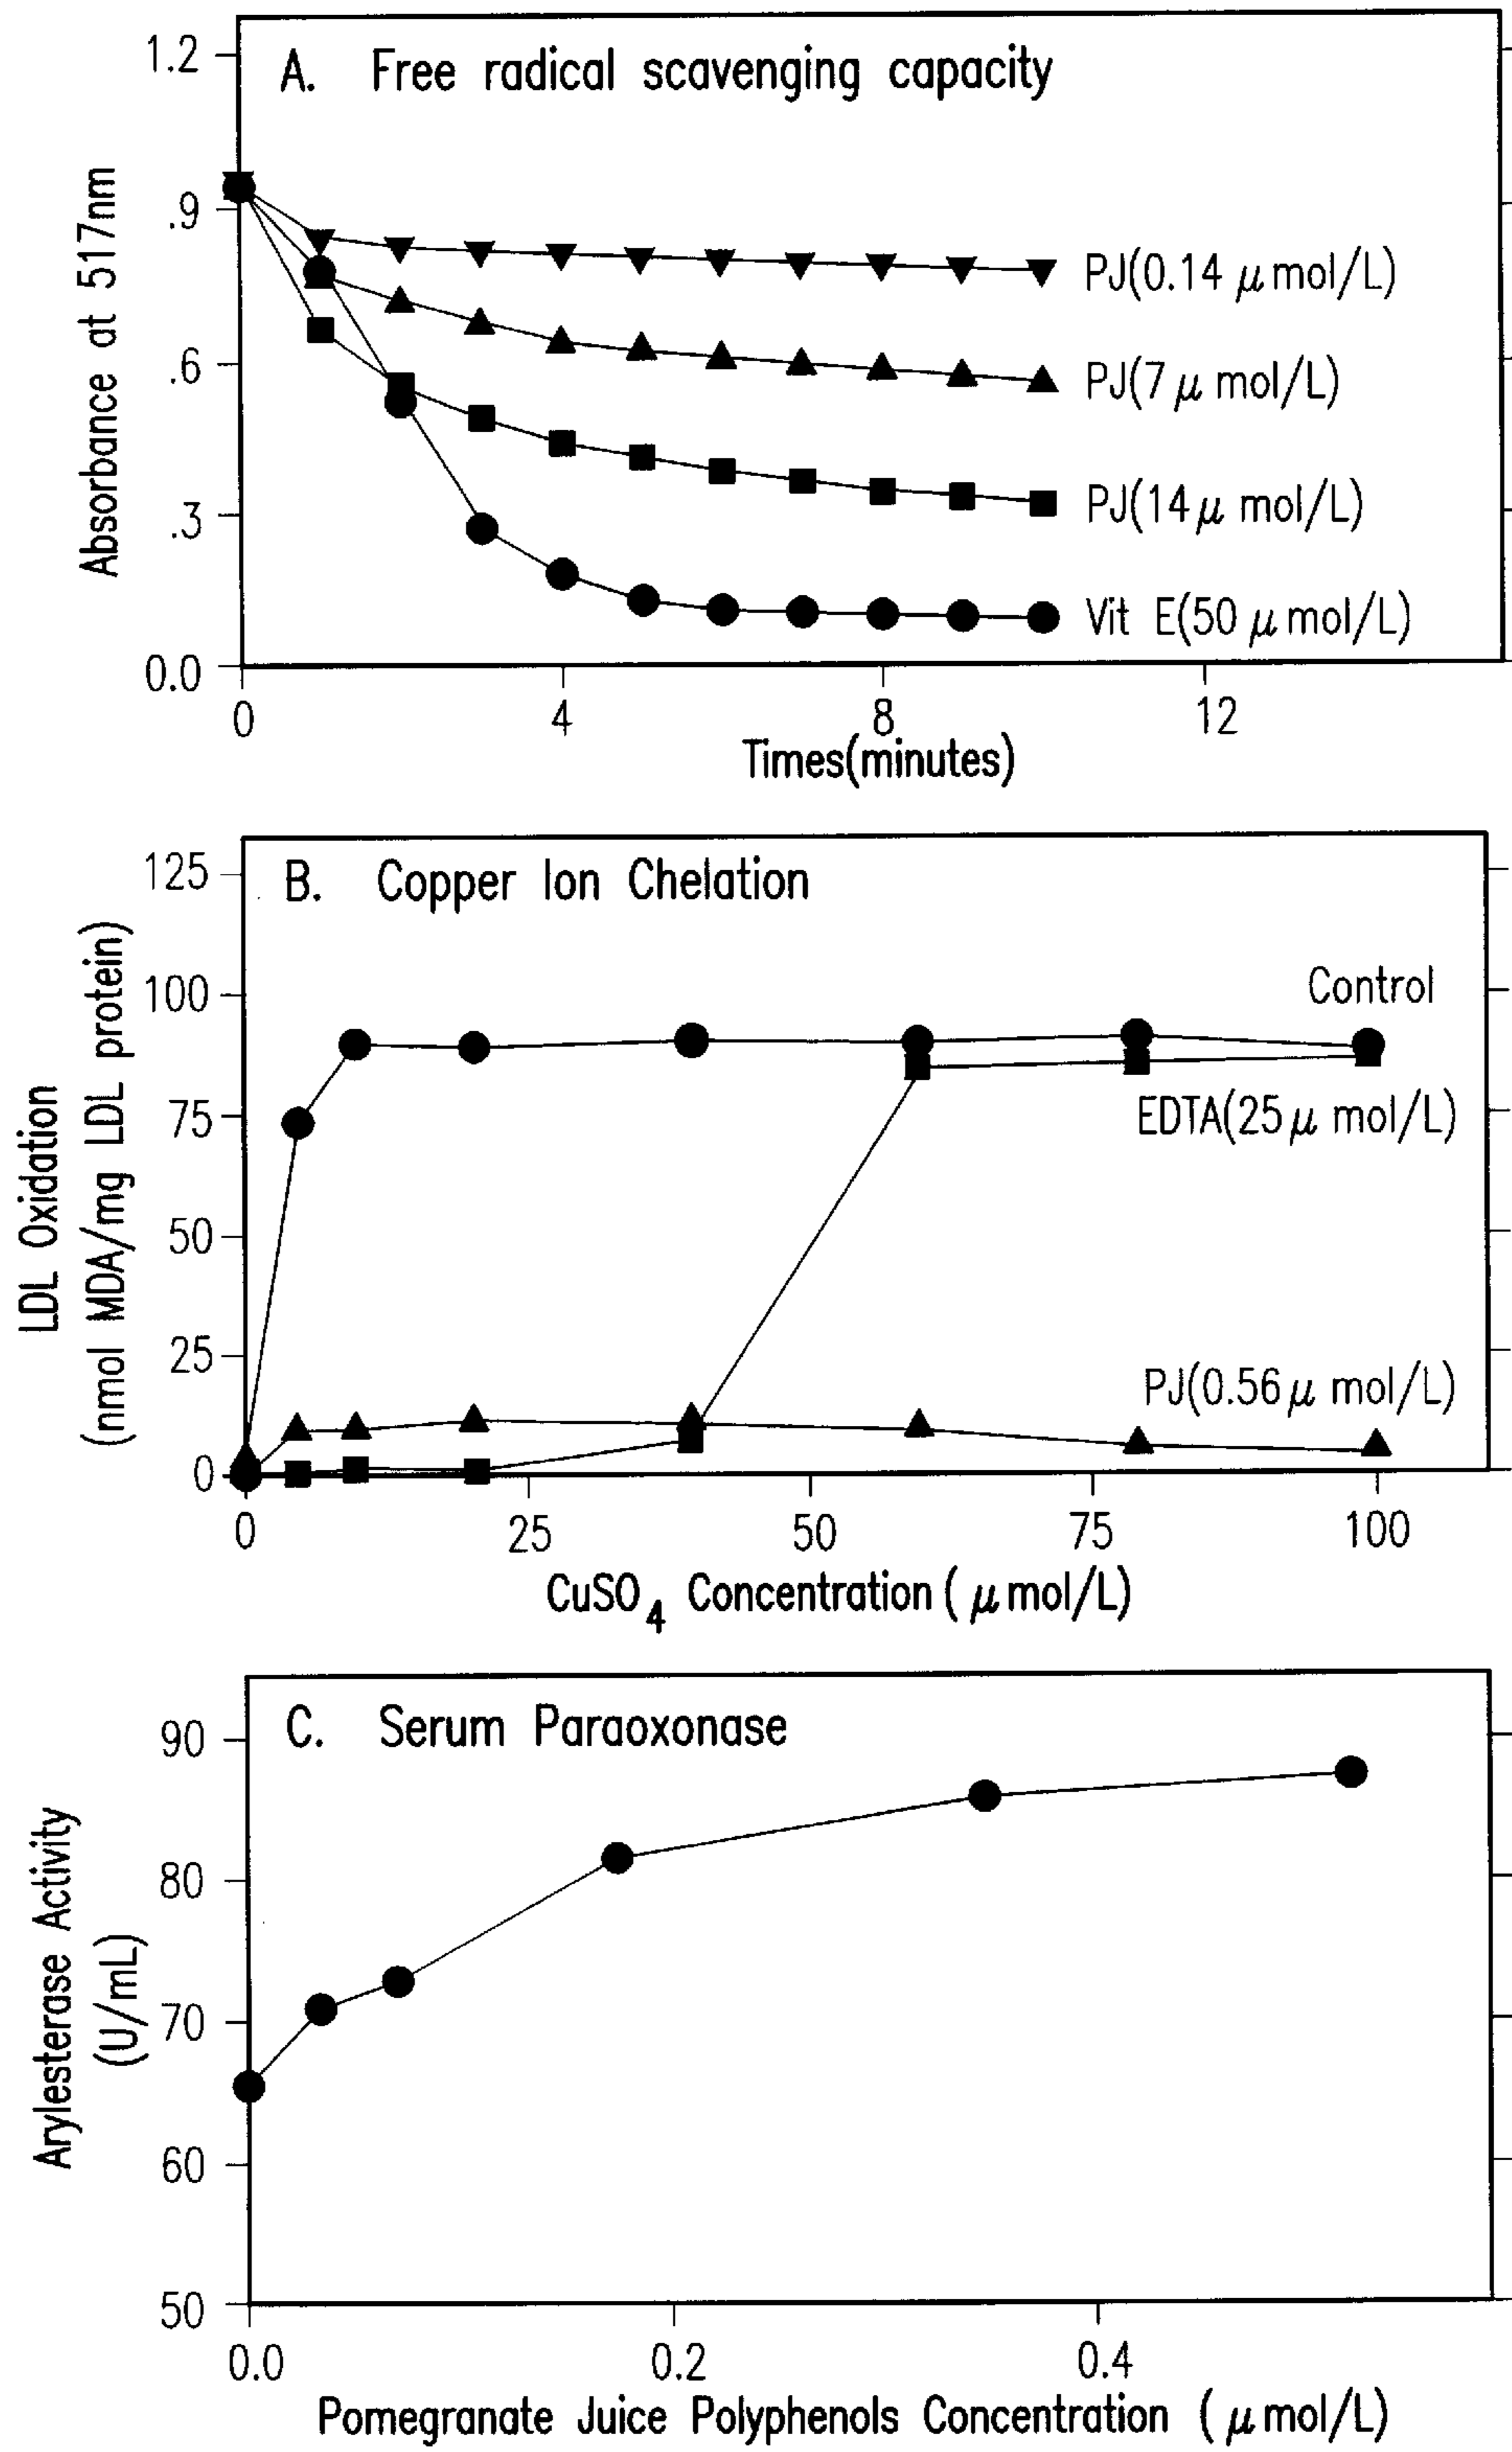 A. Free radical scavenging capacity
1.2
.9
.6
.3
0.0
Absorbance at 517nm
PJ(0.14 μ mol/L)
PJ(7 μ mol/L)
PJ(14 μ mol/L)
Vit E(50 μ mol/L)
0 4 8 12
Times(minutes)
B. Copper Ion Chelation
125
100
75
50
25
0
LDL Oxidation
(nmol MDA/mg LDL protein)
Control
EDTA(25 μ mol/L)
PJ(0.56 μ mol/L)
0 25 50 75 100
CuSO4 Concentration ( μ mol/L)
C. Serum Paraoxonase
90
80
70
60
50
Arylesterase Activity
(U/mL)
0.0 0.2 0.4
Pomegranate Juice Polyphenols Concentration ( μ mol/L)